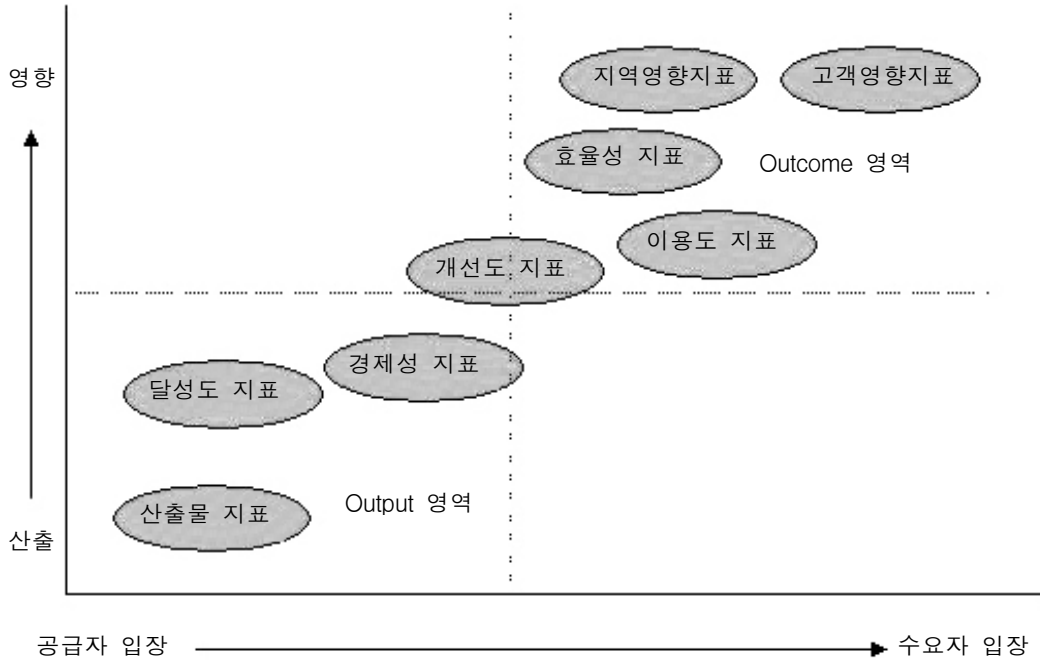 영향
지역영향지표 고객영향지표
효율성 지표
Outcome 영역
이용도 지표
개선도 지표
경제성 지표
달성도 지표
Output 영역
산출물 지표
산출
공급자 입장 수요자 입장